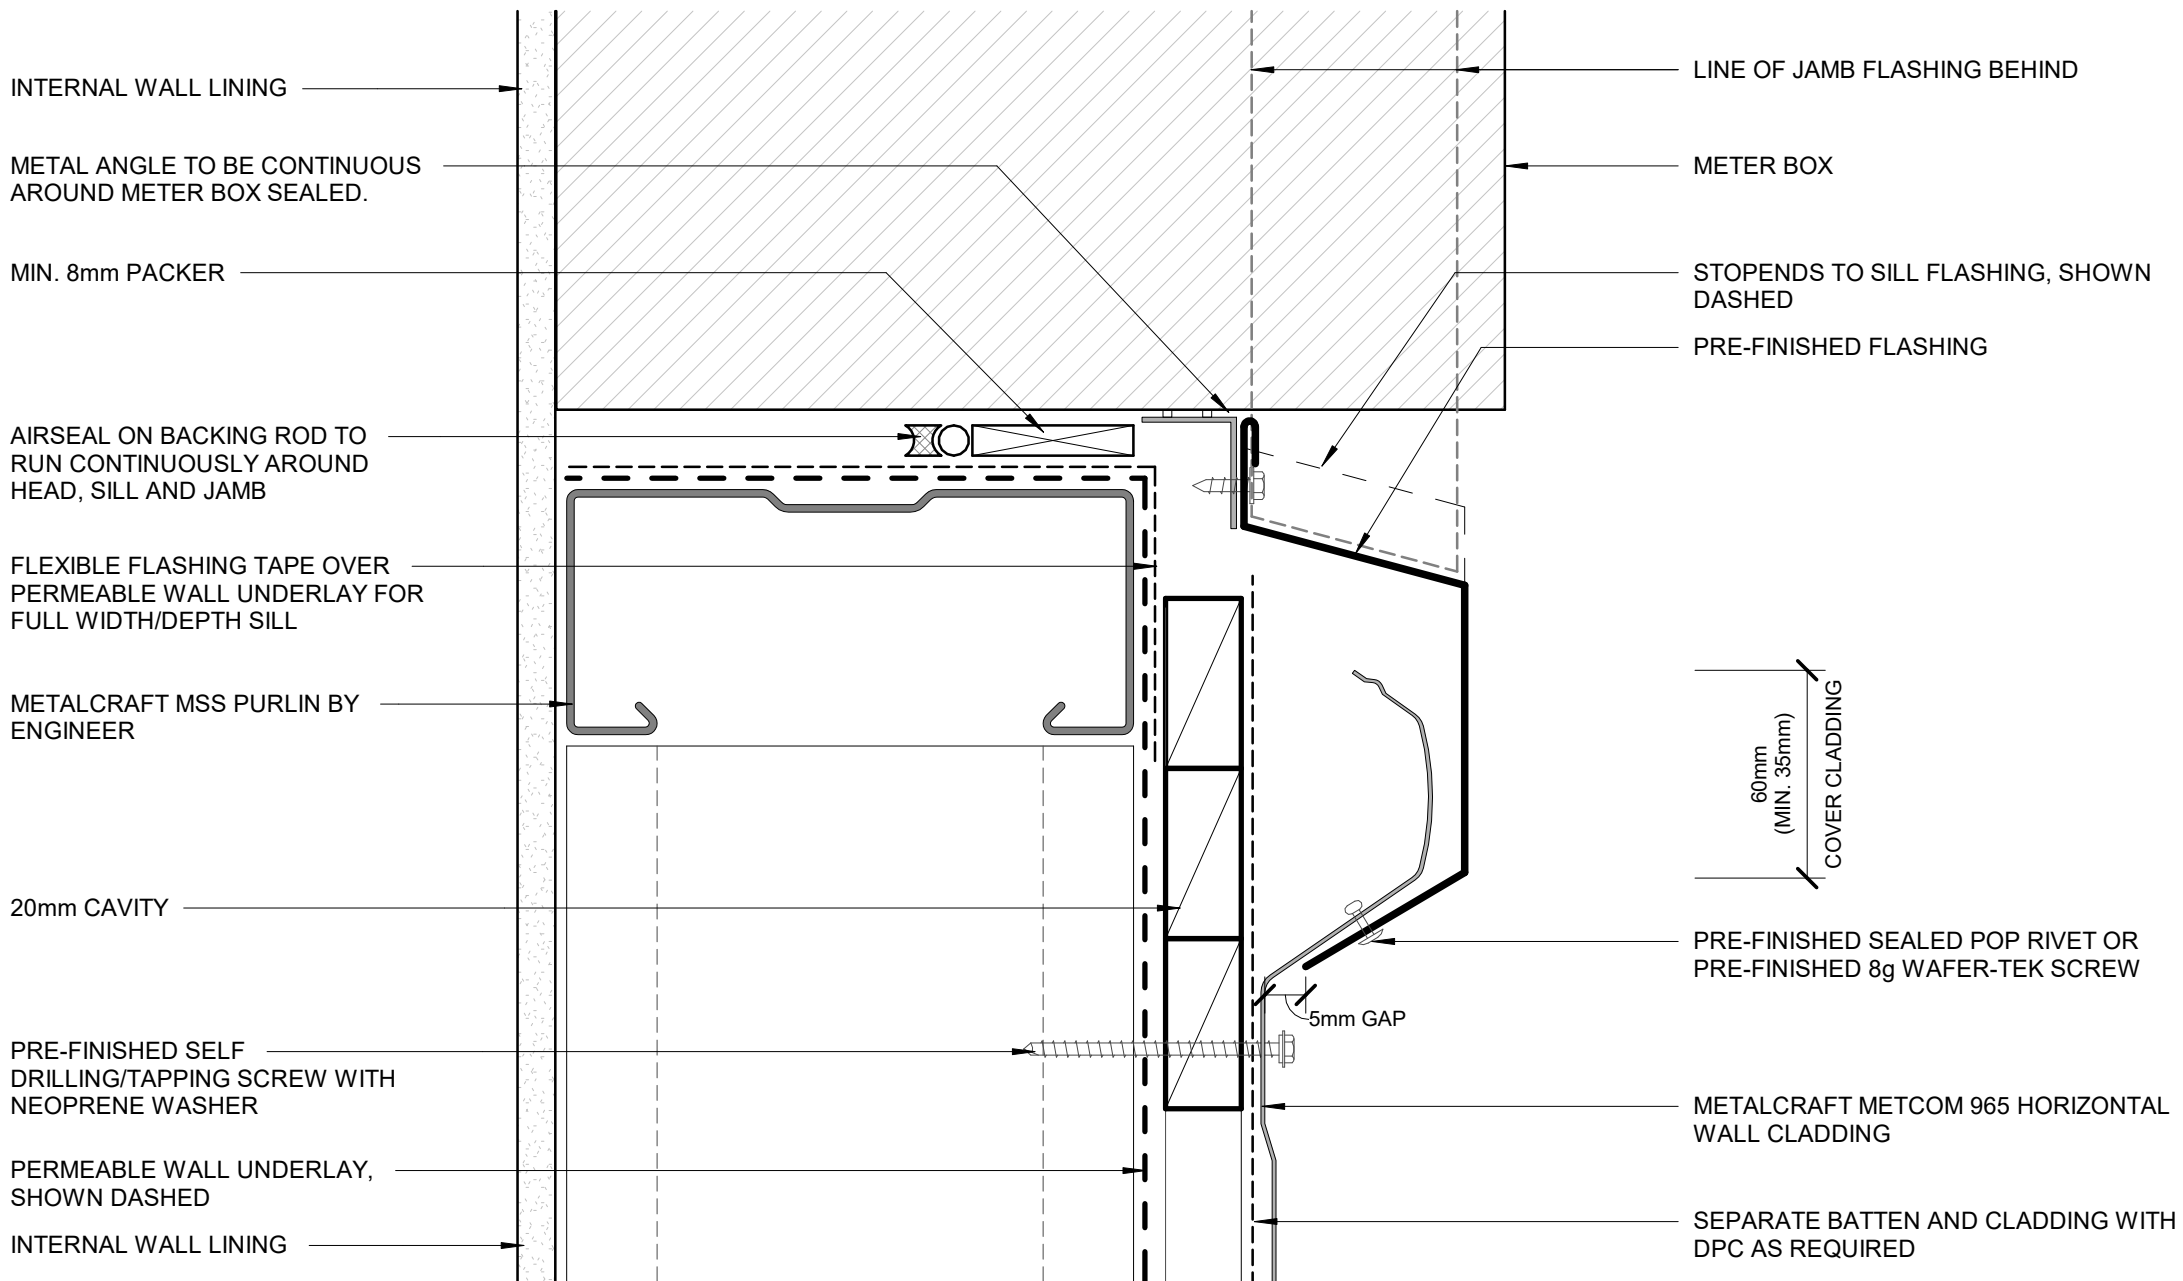 INTERNAL WALL LINING
METAL ANGLE TO BE CONTINUOUS
AROUND METER BOX SEALED.
MIN. 8mm PACKER
AIRSEAL ON BACKING ROD TO
RUN CONTINUOUSLY AROUND
HEAD, SILL AND JAMB
FLEXIBLE FLASHING TAPE OVER
PERMEABLE WALL UNDERLAY FOR
FULL WIDTH/DEPTH SILL
METALCRAFT MSS PURLIN BY
ENGINEER
20mm CAVITY
PRE-FINISHED SELF
DRILLING/TAPPING SCREW WITH
NEOPRENE WASHER
PERMEABLE WALL UNDERLAY,
SHOWN DASHED
INTERNAL WALL LINING
LINE OF JAMB FLASHING BEHIND
METER BOX
STOPENDS TO SILL FLASHING, SHOWN
DASHED
PRE-FINISHED FLASHING
60mm
(MIN. 35mm)
COVER CLADDING
PRE-FINISHED SEALED POP RIVET OR
PRE-FINISHED 8g WAFER-TEK SCREW
5mm GAP
METALCRAFT METCOM 965 HORIZONTAL
WALL CLADDING
SEPARATE BATTEN AND CLADDING WITH
DPC AS REQUIRED